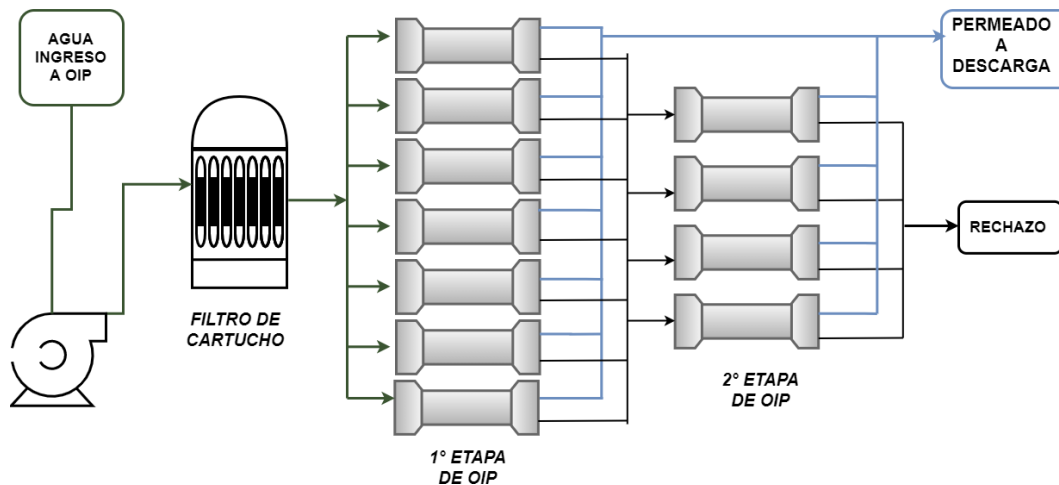 AGUA
INGRESO
A OIP
PERMEADO
A
DESCARGA
RECHAZO
FILTRO DE
CARTUCHO
1° ETAPA
DE OIP
2° ETAPA
DE OIP